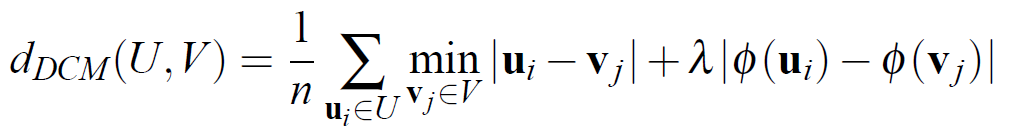 d_{DCM}(U,V) = \frac{1}{n} \sum_{\mathbf{u}_i \in U} \min_{\mathbf{v}_j \in V} |\mathbf{u}_i - \mathbf{v}_j| + \lambda |\phi(\mathbf{u}_i) - \phi(\mathbf{v}_j)|